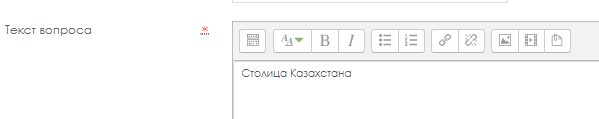 Текст вопроса
Столица Казахстана